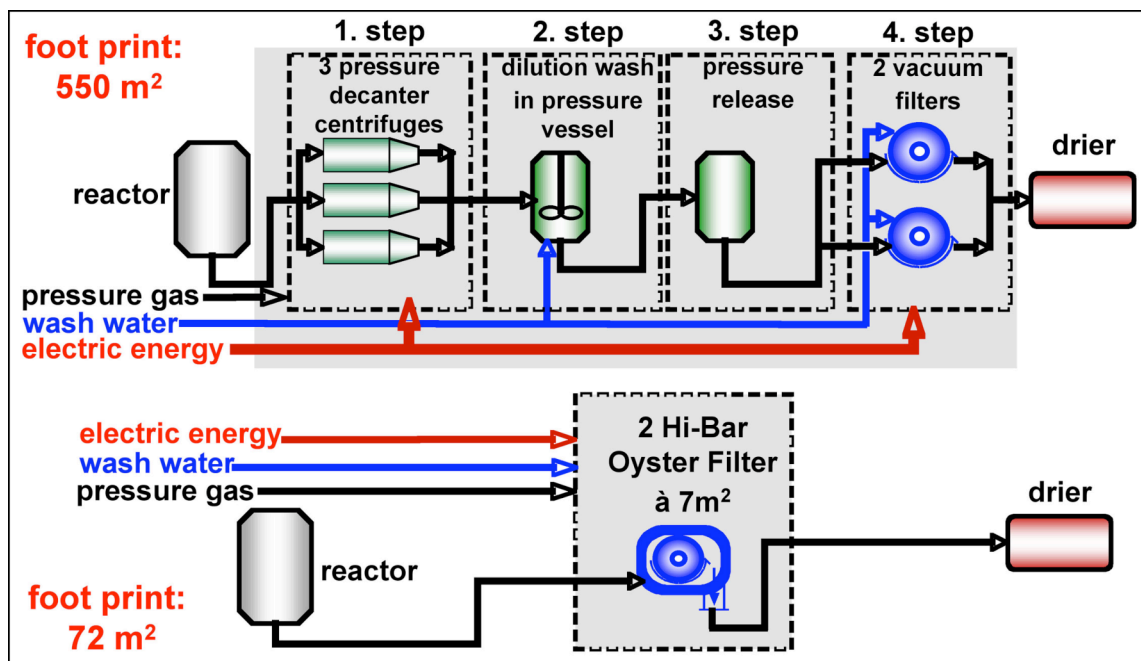 foot print:
550 m²
1. step
2. step
3. step
4. step
3 pressure
decanter
centrifuges
dilution wash
in pressure
vessel
pressure
release
2 vacuum
filters
reactor
drier
pressure gas
wash water
electric energy
electric energy
wash water
pressure gas
2 Hi-Bar
Oyster Filter
à 7m²
drier
reactor
foot print:
72 m²